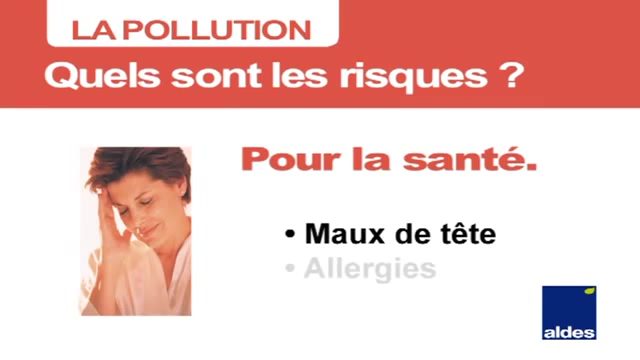 LA POLLUTION
Quels sont les risques ?
Pour la santé.
• Maux de tête
• Allergies
aldes